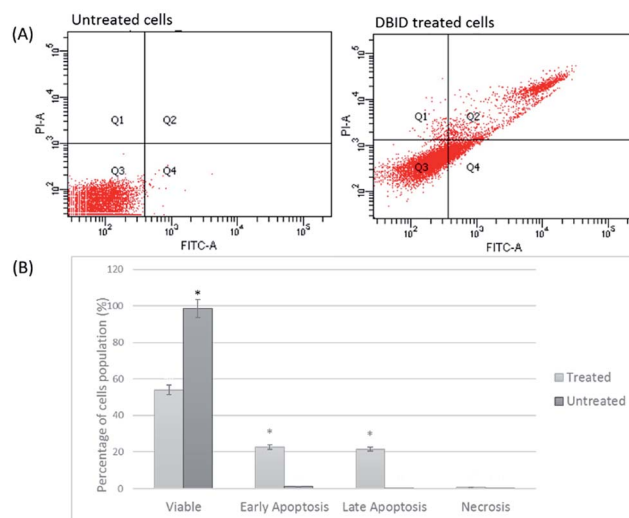 (A)
Untreated cells
DBID treated cells
PI-A
10^5
10^4
10^3
10^2
Q1
Q2
Q3
Q4
10^2
10^3
10^4
10^5
FITC-A
PI-A
10^5
10^4
10^3
10^2
Q1
Q2
Q3
Q4
10^2
10^3
10^4
10^5
FITC-A
(B)
Percentage of cells population (%)
120
100
80
60
40
20
0
*
*
*
Viable
Early Apoptosis
Late Apoptosis
Necrosis
Treated
Untreated